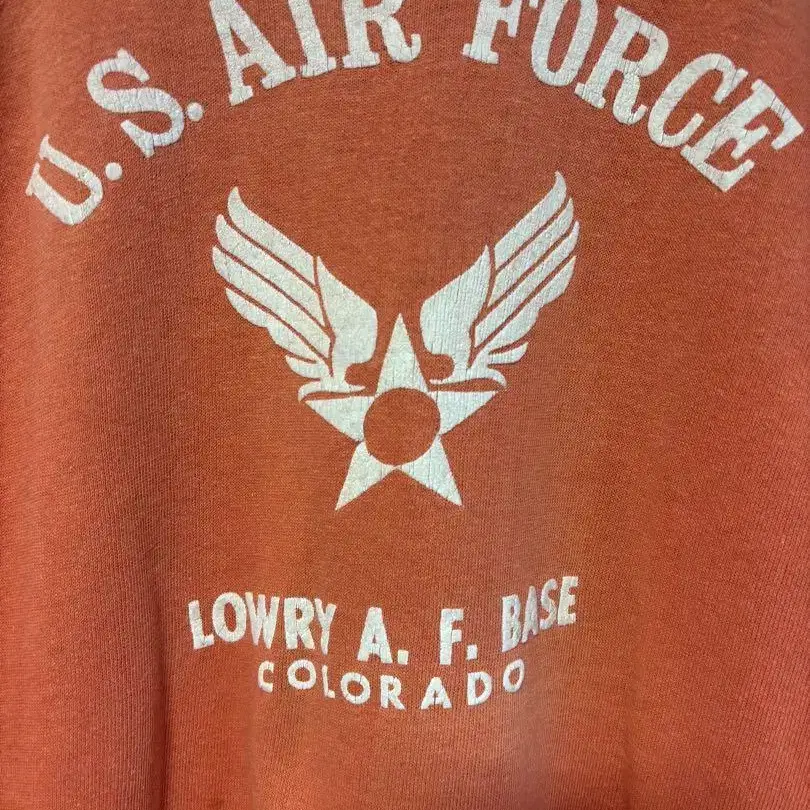 U.S. AIR FORCE
LOWRY A. F. BASE
COLORADO